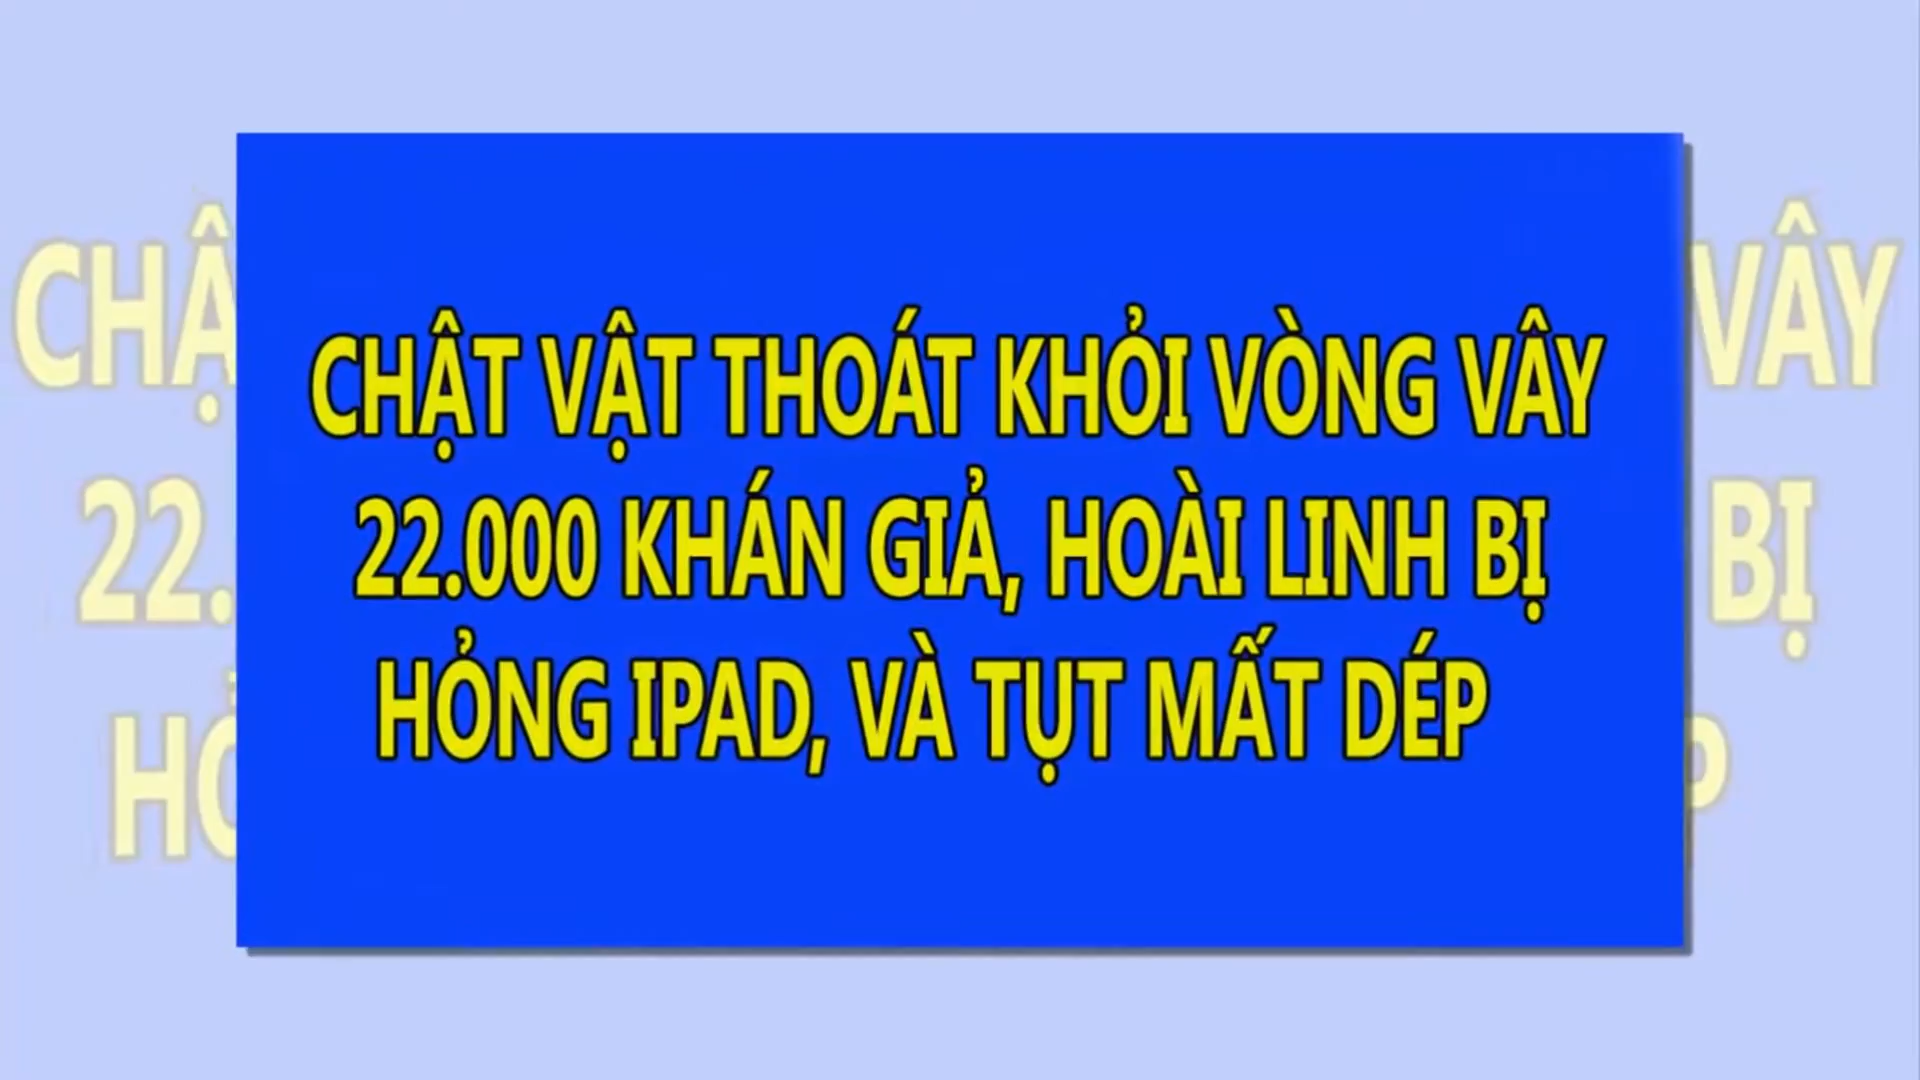 CHẬT VẬT THOÁT KHỎI VÒNG VÂY
22.000 KHÁN GIẢ, HOÀI LINH BỊ
HỎNG IPAD, VÀ TỤT MẤT DÉP